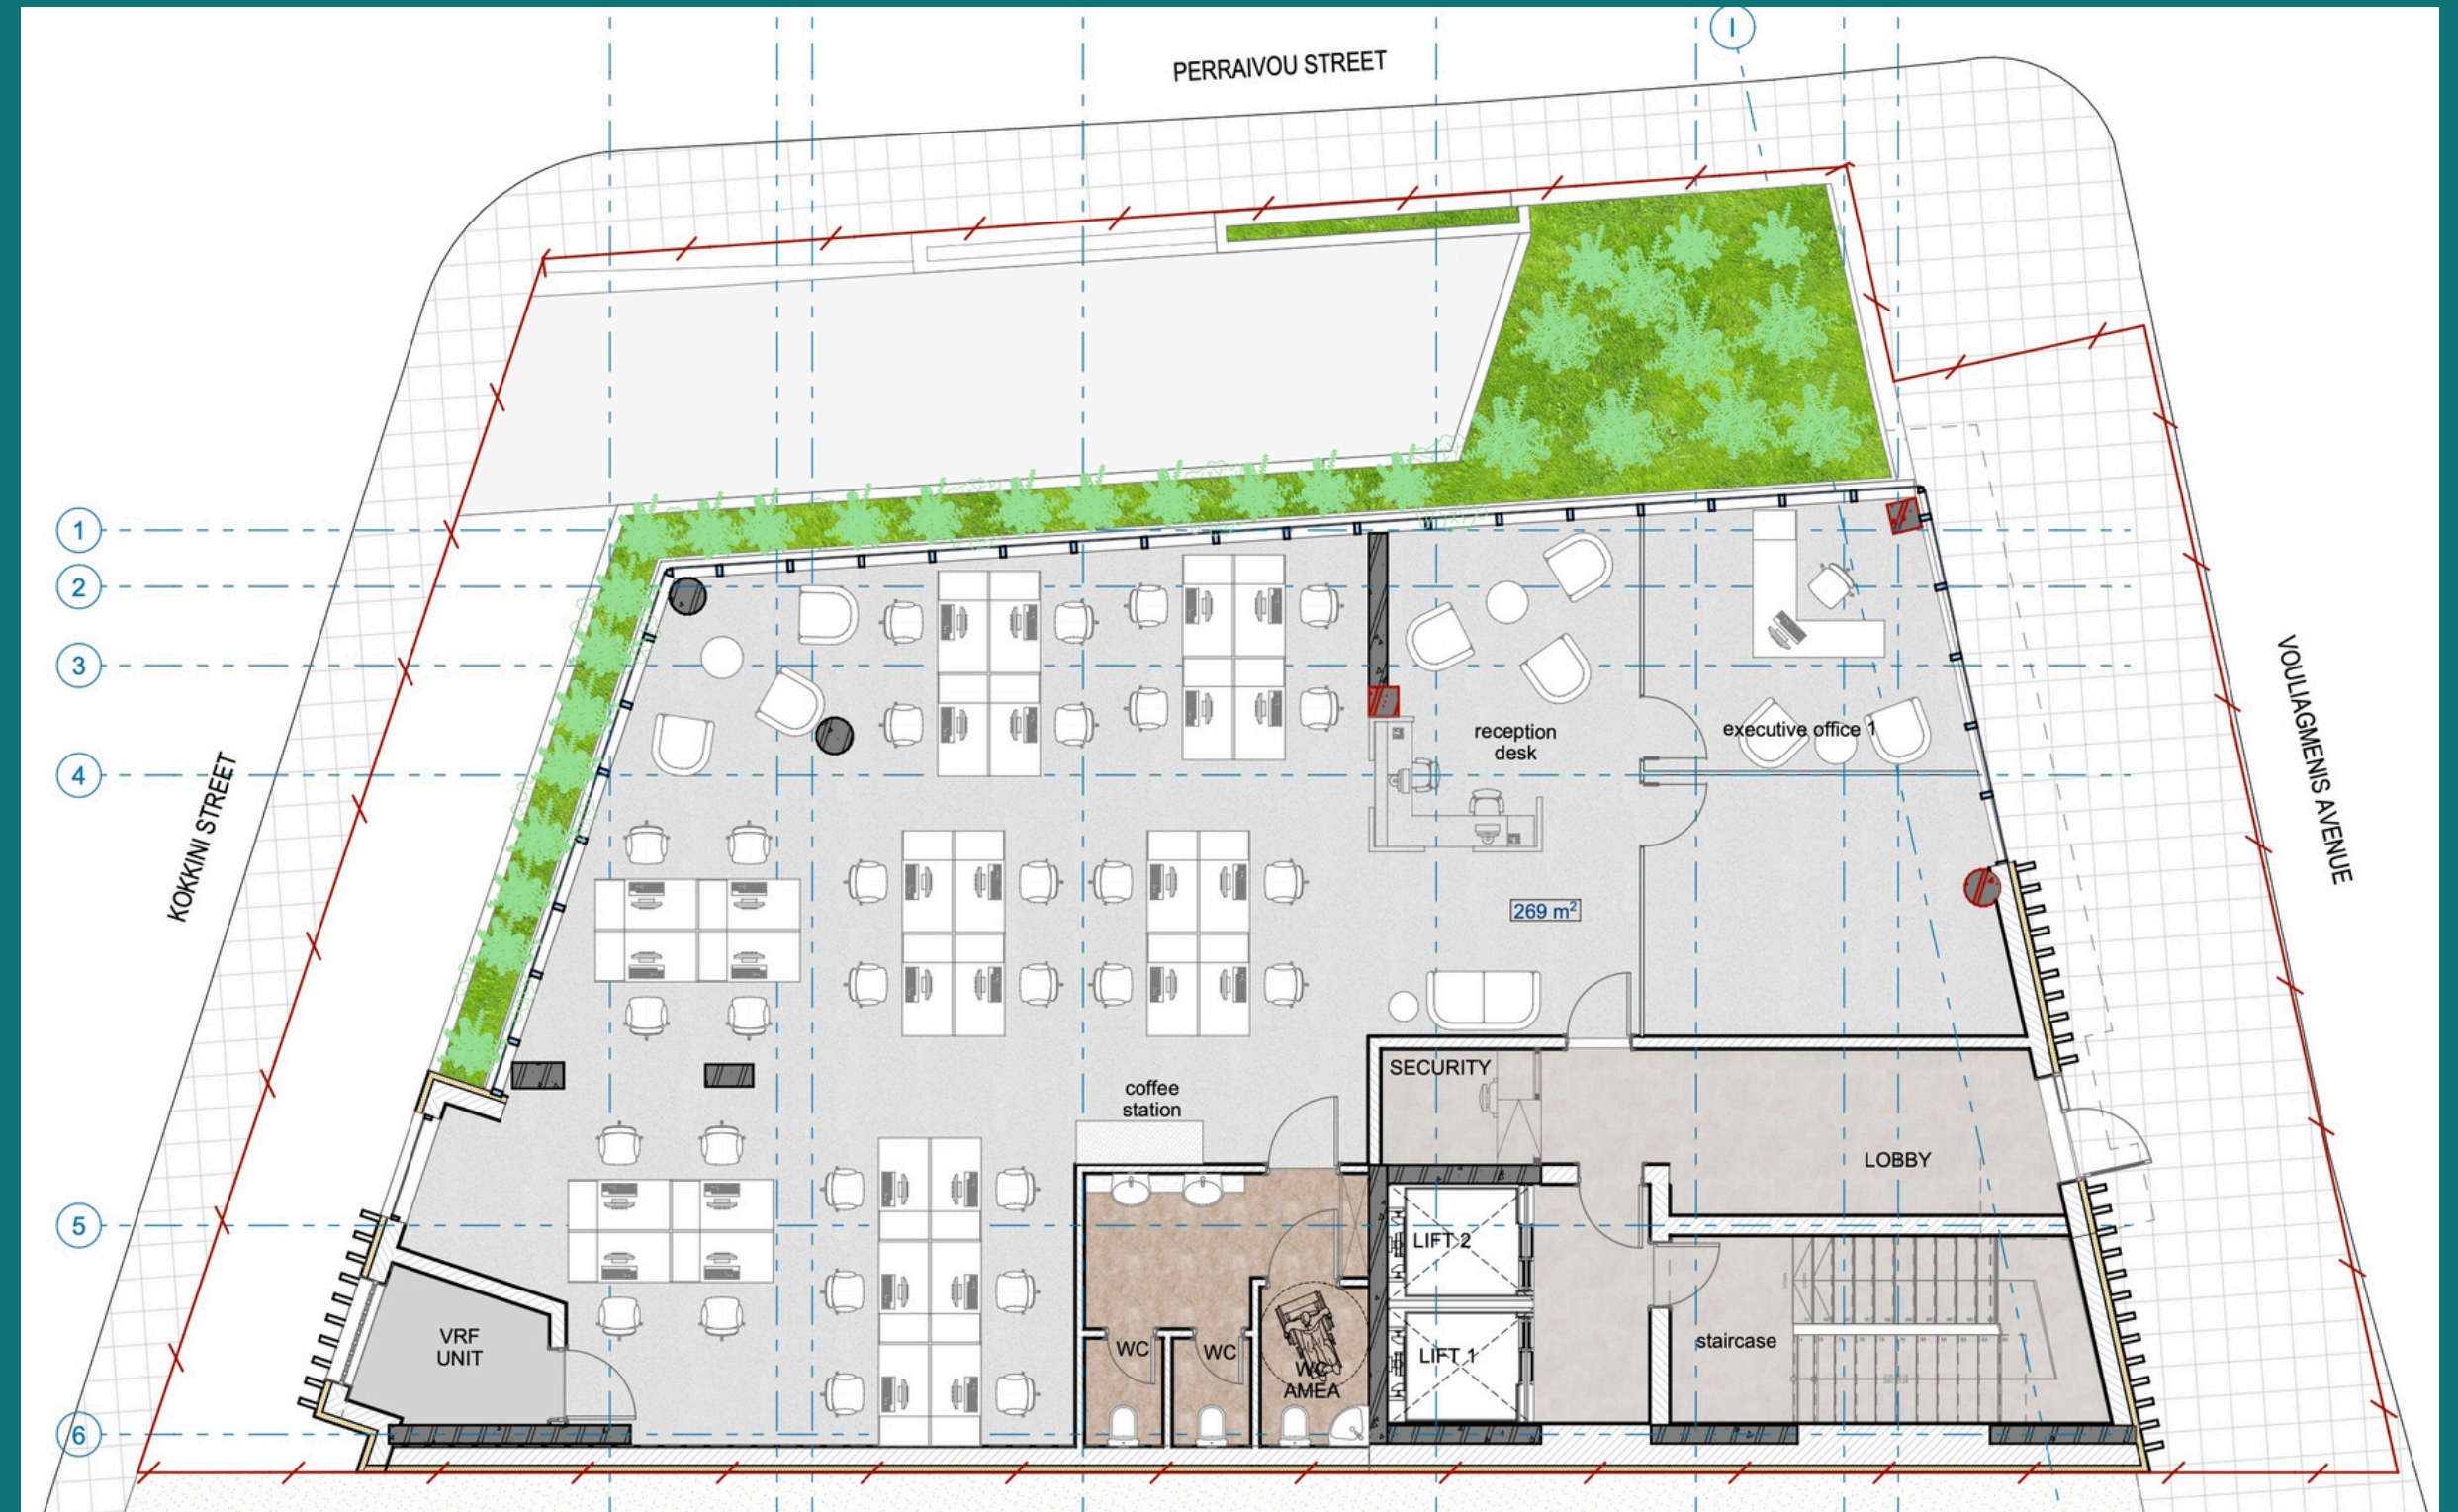 I
PERRAIVOU STREET
1
2
3
4
5
6
KOKKINI STREET
VOULIAGMENIS AVENUE
reception
desk
executive office 1
269 m²
coffee
station
SECURITY
LOBBY
LIFT 2
LIFT 1
staircase
VRF
UNIT
WC
WC
WC
AMEA